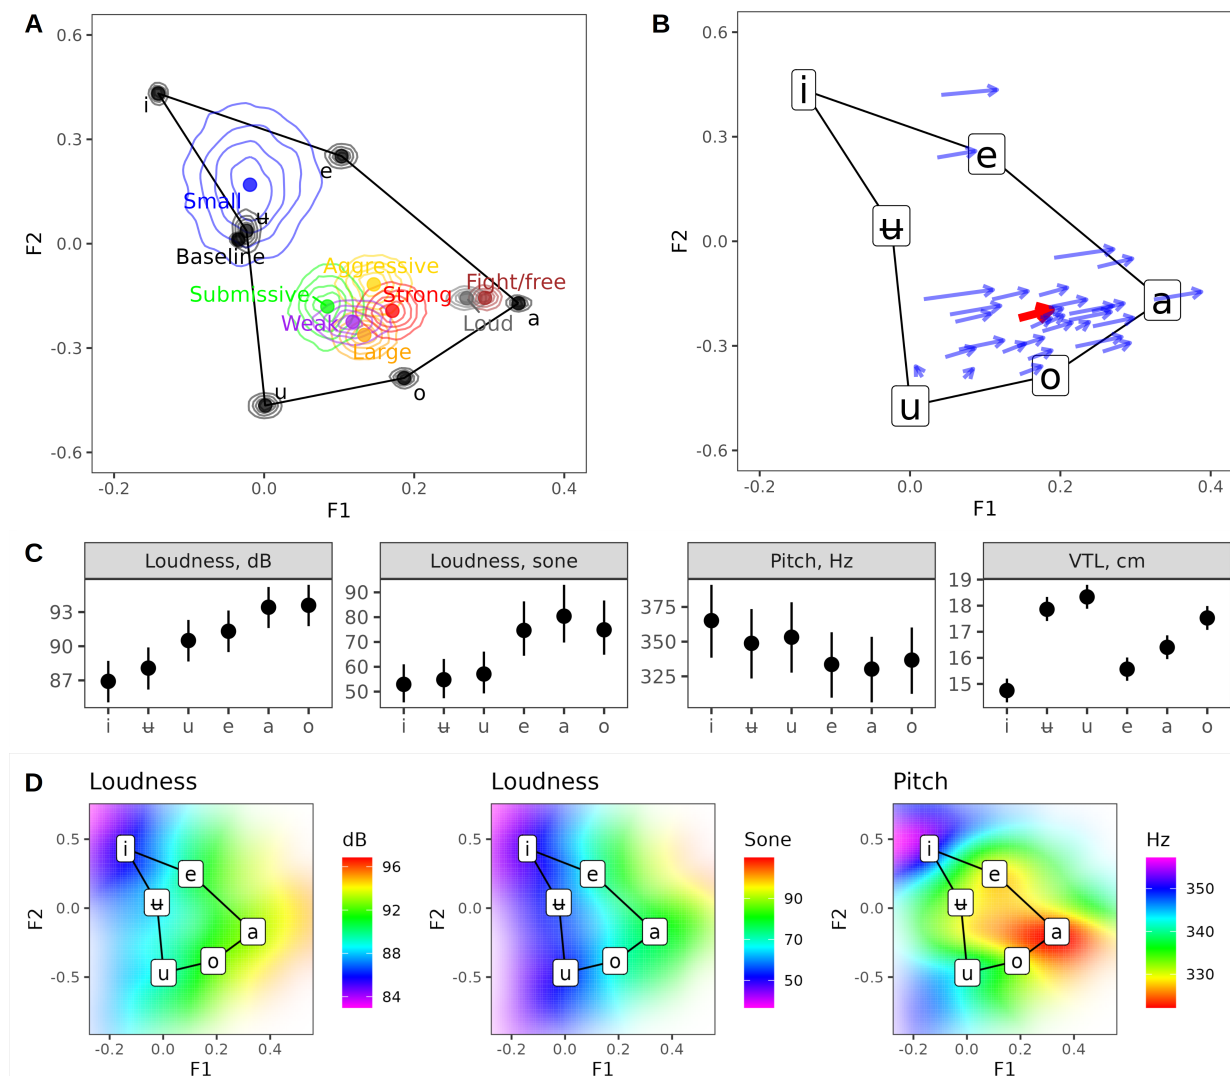 A
0.6
0.3
0.0
-0.3
-0.6
F2
i
e
Small
ʉ
Baseline
Aggressive
Submissive
Strong
Fight/free
Weak
Loud
a
Large
u
o
-0.2
0.0
0.2
0.4
F1
B
0.6
0.3
0.0
-0.3
-0.6
F2
i
e
ʉ
a
o
u
-0.2
0.0
0.2
0.4
F1
C
Loudness, dB
93
90
87
i ʉ u e a o
Loudness, sone
90
80
70
60
50
i ʉ u e a o
Pitch, Hz
375
350
325
i ʉ u e a o
VTL, cm
19
18
17
16
15
i ʉ u e a o
D
Loudness
0.5
0.0
-0.5
F2
i
e
ʉ
a
o
u
-0.2 0.0 0.2 0.4
F1
dB
96
92
88
84
Loudness
0.5
0.0
-0.5
F2
i
e
ʉ
a
o
u
-0.2 0.0 0.2 0.4
F1
Sone
90
70
50
Pitch
0.5
0.0
-0.5
F2
i
e
ʉ
a
o
u
-0.2 0.0 0.2 0.4
F1
Hz
350
340
330